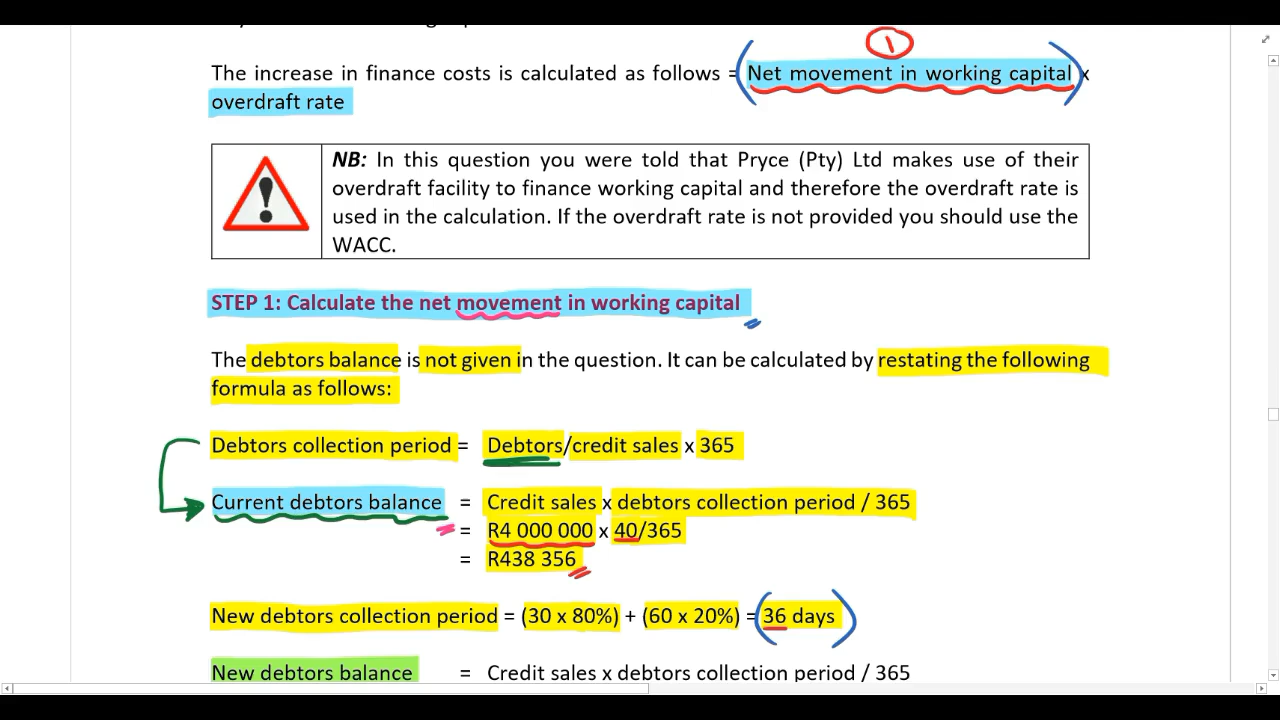 The increase in finance costs is calculated as follows = Net movement in working capital x
overdraft rate
1
NB: In this question you were told that Pryce (Pty) Ltd makes use of their
overdraft facility to finance working capital and therefore the overdraft rate is
used in the calculation. If the overdraft rate is not provided you should use the
WACC.
STEP 1: Calculate the net movement in working capital
The debtors balance is not given in the question. It can be calculated by restating the following
formula as follows:
Debtors collection period = Debtors/credit sales x 365
Current debtors balance = Credit sales x debtors collection period / 365
= R4 000 000 x 40/365
= R438 356
New debtors collection period = (30 x 80%) + (60 x 20%) = 36 days
New debtors balance = Credit sales x debtors collection period / 365